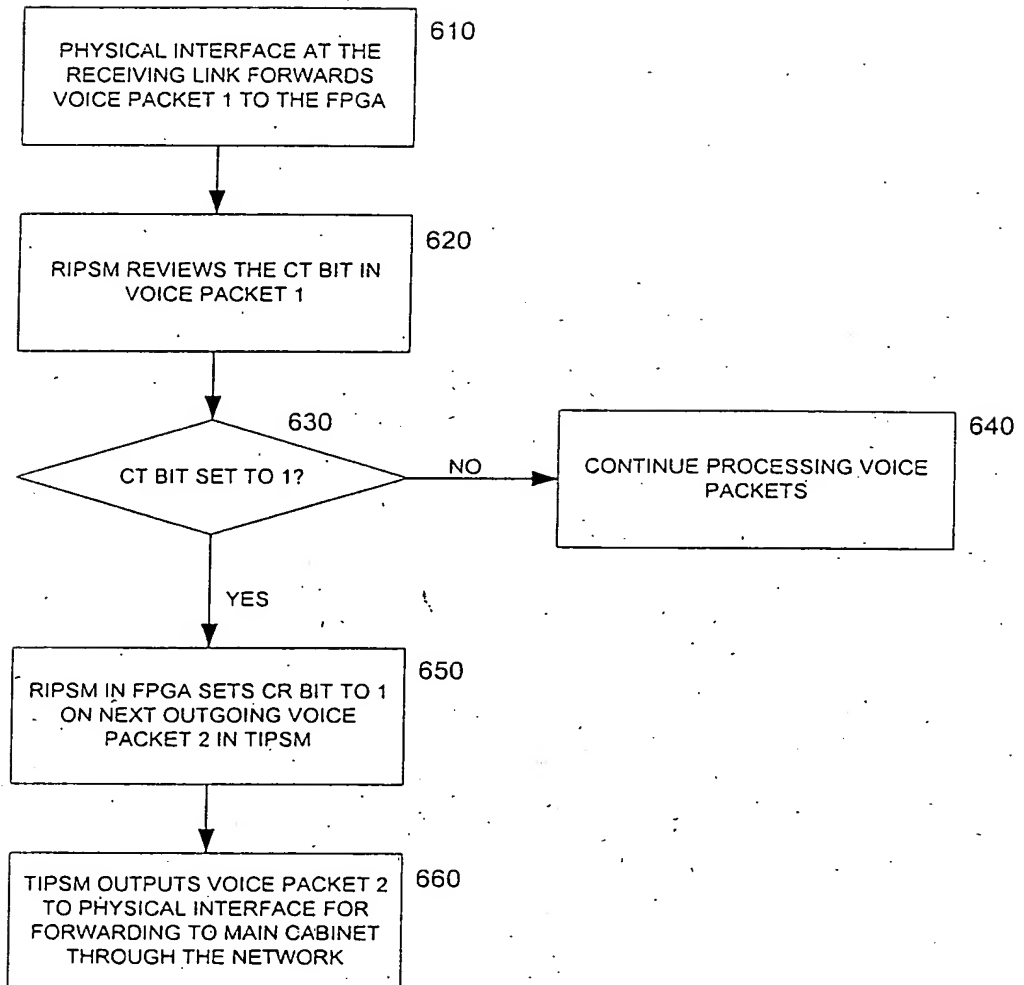 610
PHYSICAL INTERFACE AT THE
RECEIVING LINK FORWARDS
VOICE PACKET 1 TO THE FPGA
620
RIPSM REVIEWS THE CT BIT IN
VOICE PACKET 1
630
CT BIT SET TO 1?
NO
640
CONTINUE PROCESSING VOICE
PACKETS
YES
650
RIPSM IN FPGA SETS CR BIT TO 1
ON NEXT OUTGOING VOICE
PACKET 2 IN TIPSM
660
TIPSM OUTPUTS VOICE PACKET 2
TO PHYSICAL INTERFACE FOR
FORWARDING TO MAIN CABINET
THROUGH THE NETWORK